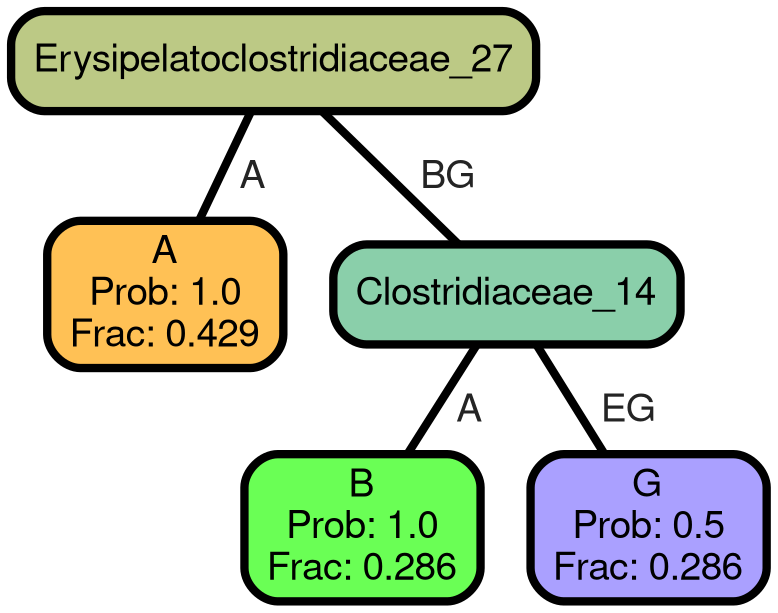 Erysipelatoclostridiaceae_27
A
BG
A
Prob: 1.0
Frac: 0.429
Clostridiaceae_14
A
EG
B
Prob: 1.0
Frac: 0.286
G
Prob: 0.5
Frac: 0.286